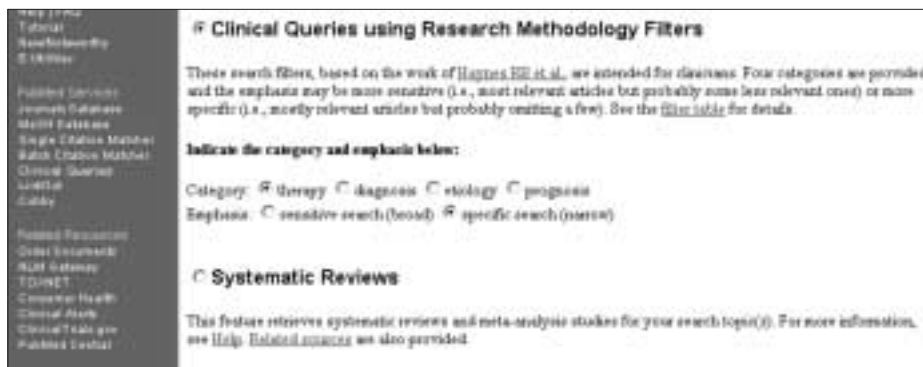 Help | FAQ
Tutorial
New/Noteworthy
E-Utilities
PubMed Services
Journals Database
MeSH Database
Single Citation Matcher
Batch Citation Matcher
Clinical Queries
LinkOut
Cubby
Related Resources
Order Documents
NLM Gateway
TOXNET
Consumer Health
Clinical Alerts
ClinicalTrials.gov
PubMed Central
Clinical Queries using Research Methodology Filters
These search filters, based on the work of Haynes RB et al., are intended for clinicians. Four categories are provided
and the emphasis may be more sensitive (i.e., most relevant articles but probably some less relevant ones) or more
specific (i.e., mostly relevant articles but probably omitting a few). See the filter table for details.
Indicate the category and emphasis below:
Category: therapy diagnosis etiology prognosis
Emphasis: sensitive search (broad) specific search (narrow)
Systematic Reviews
This feature retrieves systematic reviews and meta-analysis studies for your search topic(s). For more information,
see Help. Related sources are also provided.